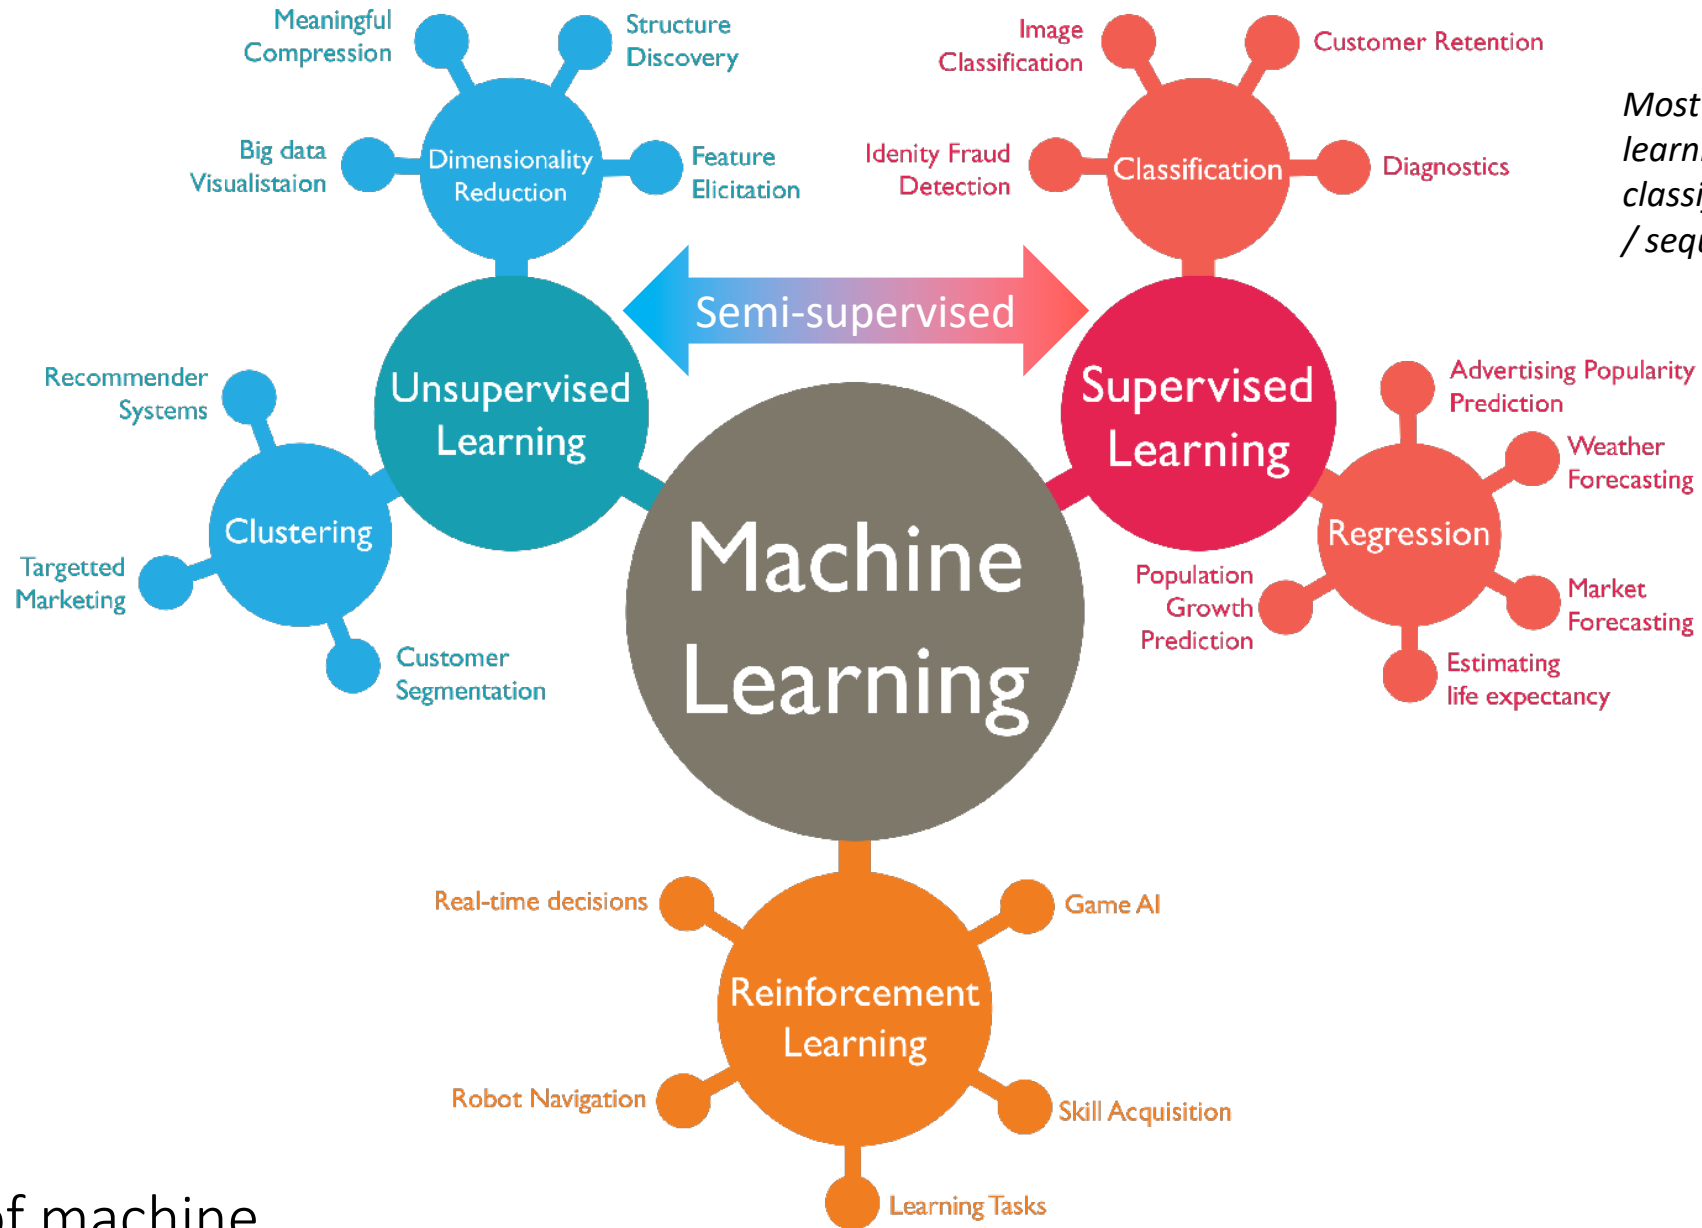 Meaningful
Compression
Structure
Discovery
Big data
Visualistaion
Dimensionality
Reduction
Feature
Elicitation
Image
Classification
Customer Retention
Idenity Fraud
Detection
Classification
Diagnostics
Most
/
Semi-supervised
Unsupervised
Learning
Supervised
Learning
Recommender
Systems
Clustering
Targetted
Marketing
Customer
Segmentation
Advertising Popularity
Prediction
Weather
Forecasting
Regression
Population
Growth
Prediction
Market
Forecasting
Estimating
life expectancy
Machine
Learning
Real-time decisions
Game AI
Reinforcement
Learning
Robot Navigation
Skill Acquisition
Learning Tasks
of machine